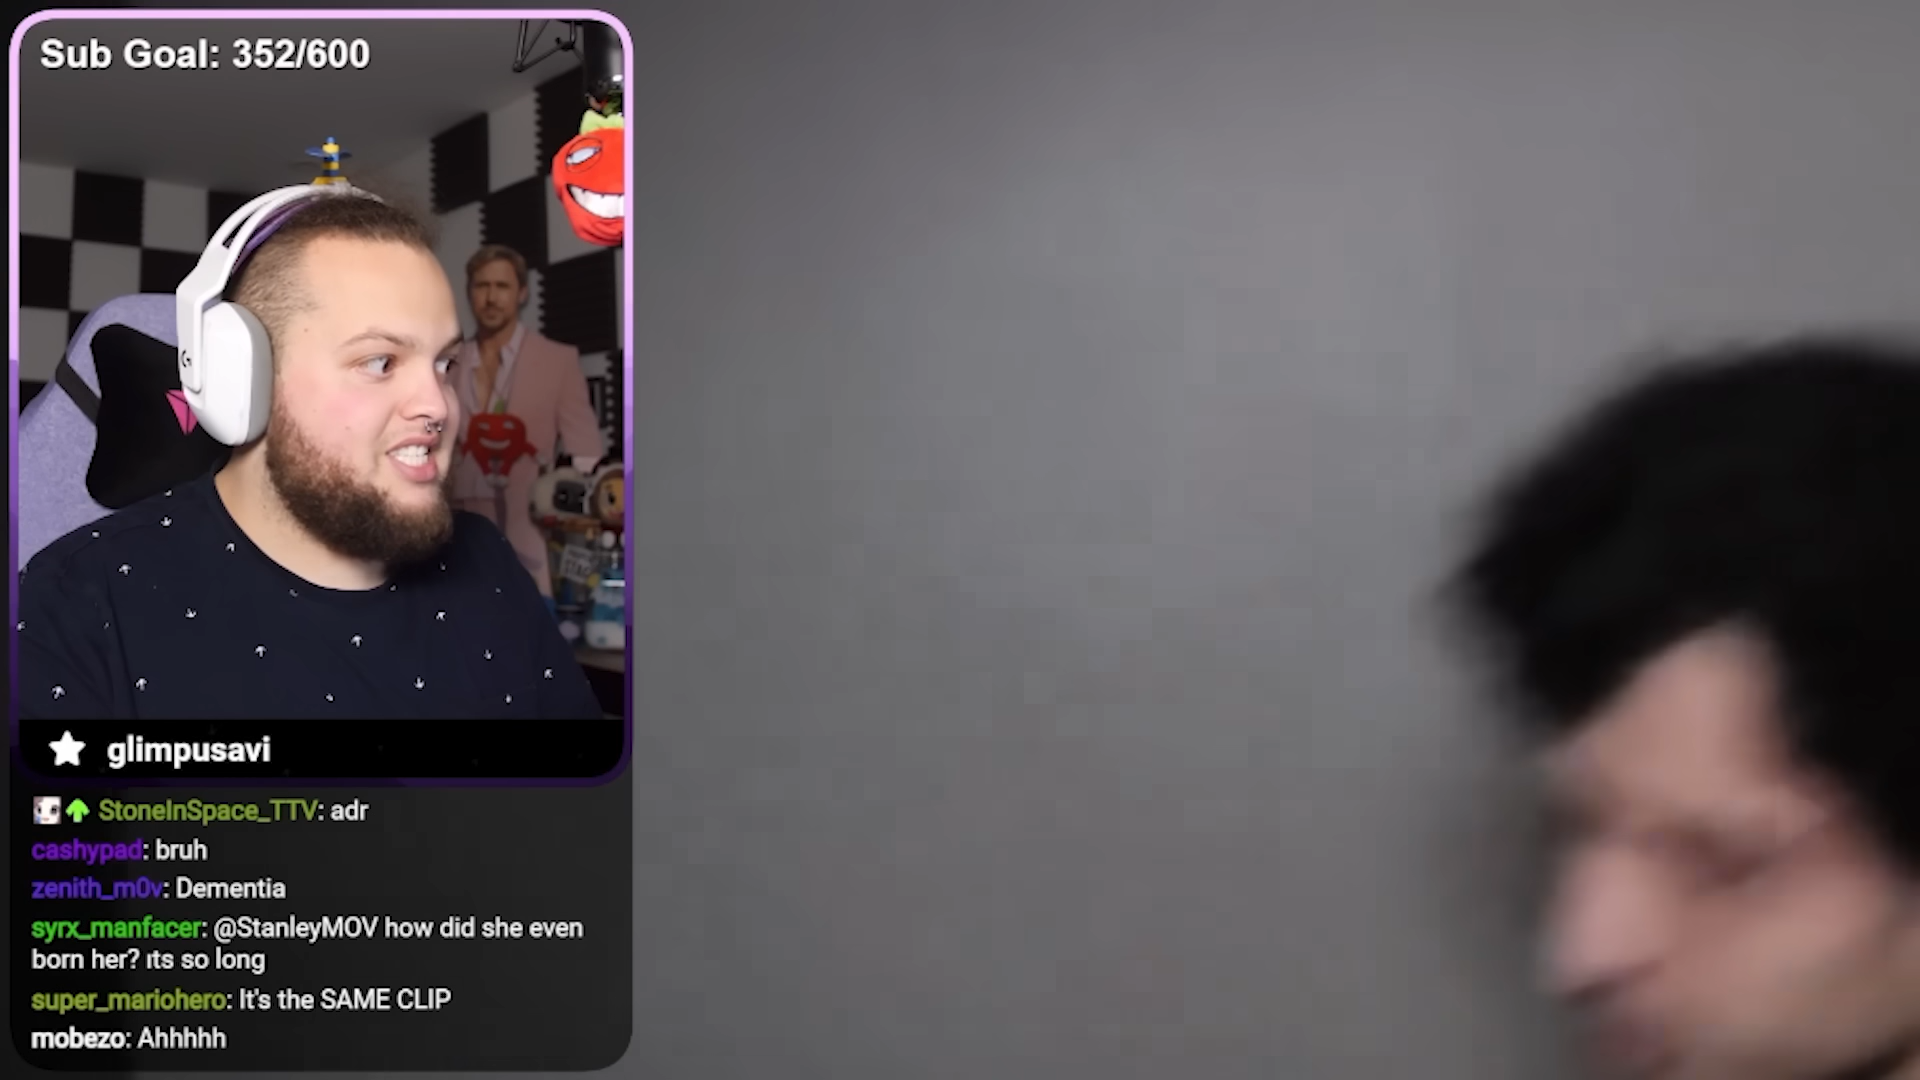 Sub Goal: 352/600
glimpusavi
StoneInSpace_TTV: adr
cashypad: bruh
zenith_m0v: Dementia
syrx_manfacer: @StanleyMOV how did she even
born her? ıts so long
super_mariohero: It's the SAME CLIP
mobezo: Ahhhhh